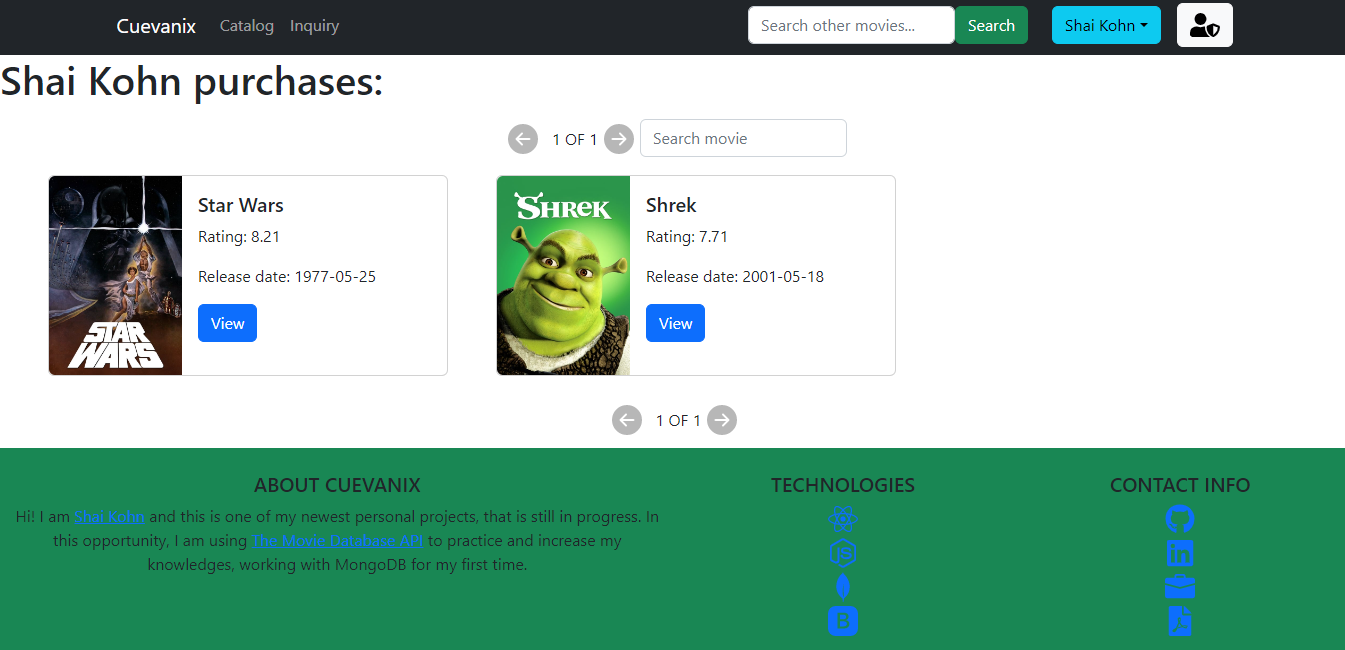 Cuevanix
Catalog
Inquiry
Search other movies...
Search
Shai Kohn
Shai Kohn purchases:
1 OF 1
Search movie
STAR
WARS
Star Wars
Rating: 8.21
Release date: 1977-05-25
View
SHREK
Shrek
Rating: 7.71
Release date: 2001-05-18
View
1 OF 1
ABOUT CUEVANIX
Hi! I am Shai Kohn and this is one of my newest personal projects, that is still in progress. In
this opportunity, I am using The Movie Database API to practice and increase my
knowledges, working with MongoDB for my first time.
TECHNOLOGIES
JS
B
CONTACT INFO
in